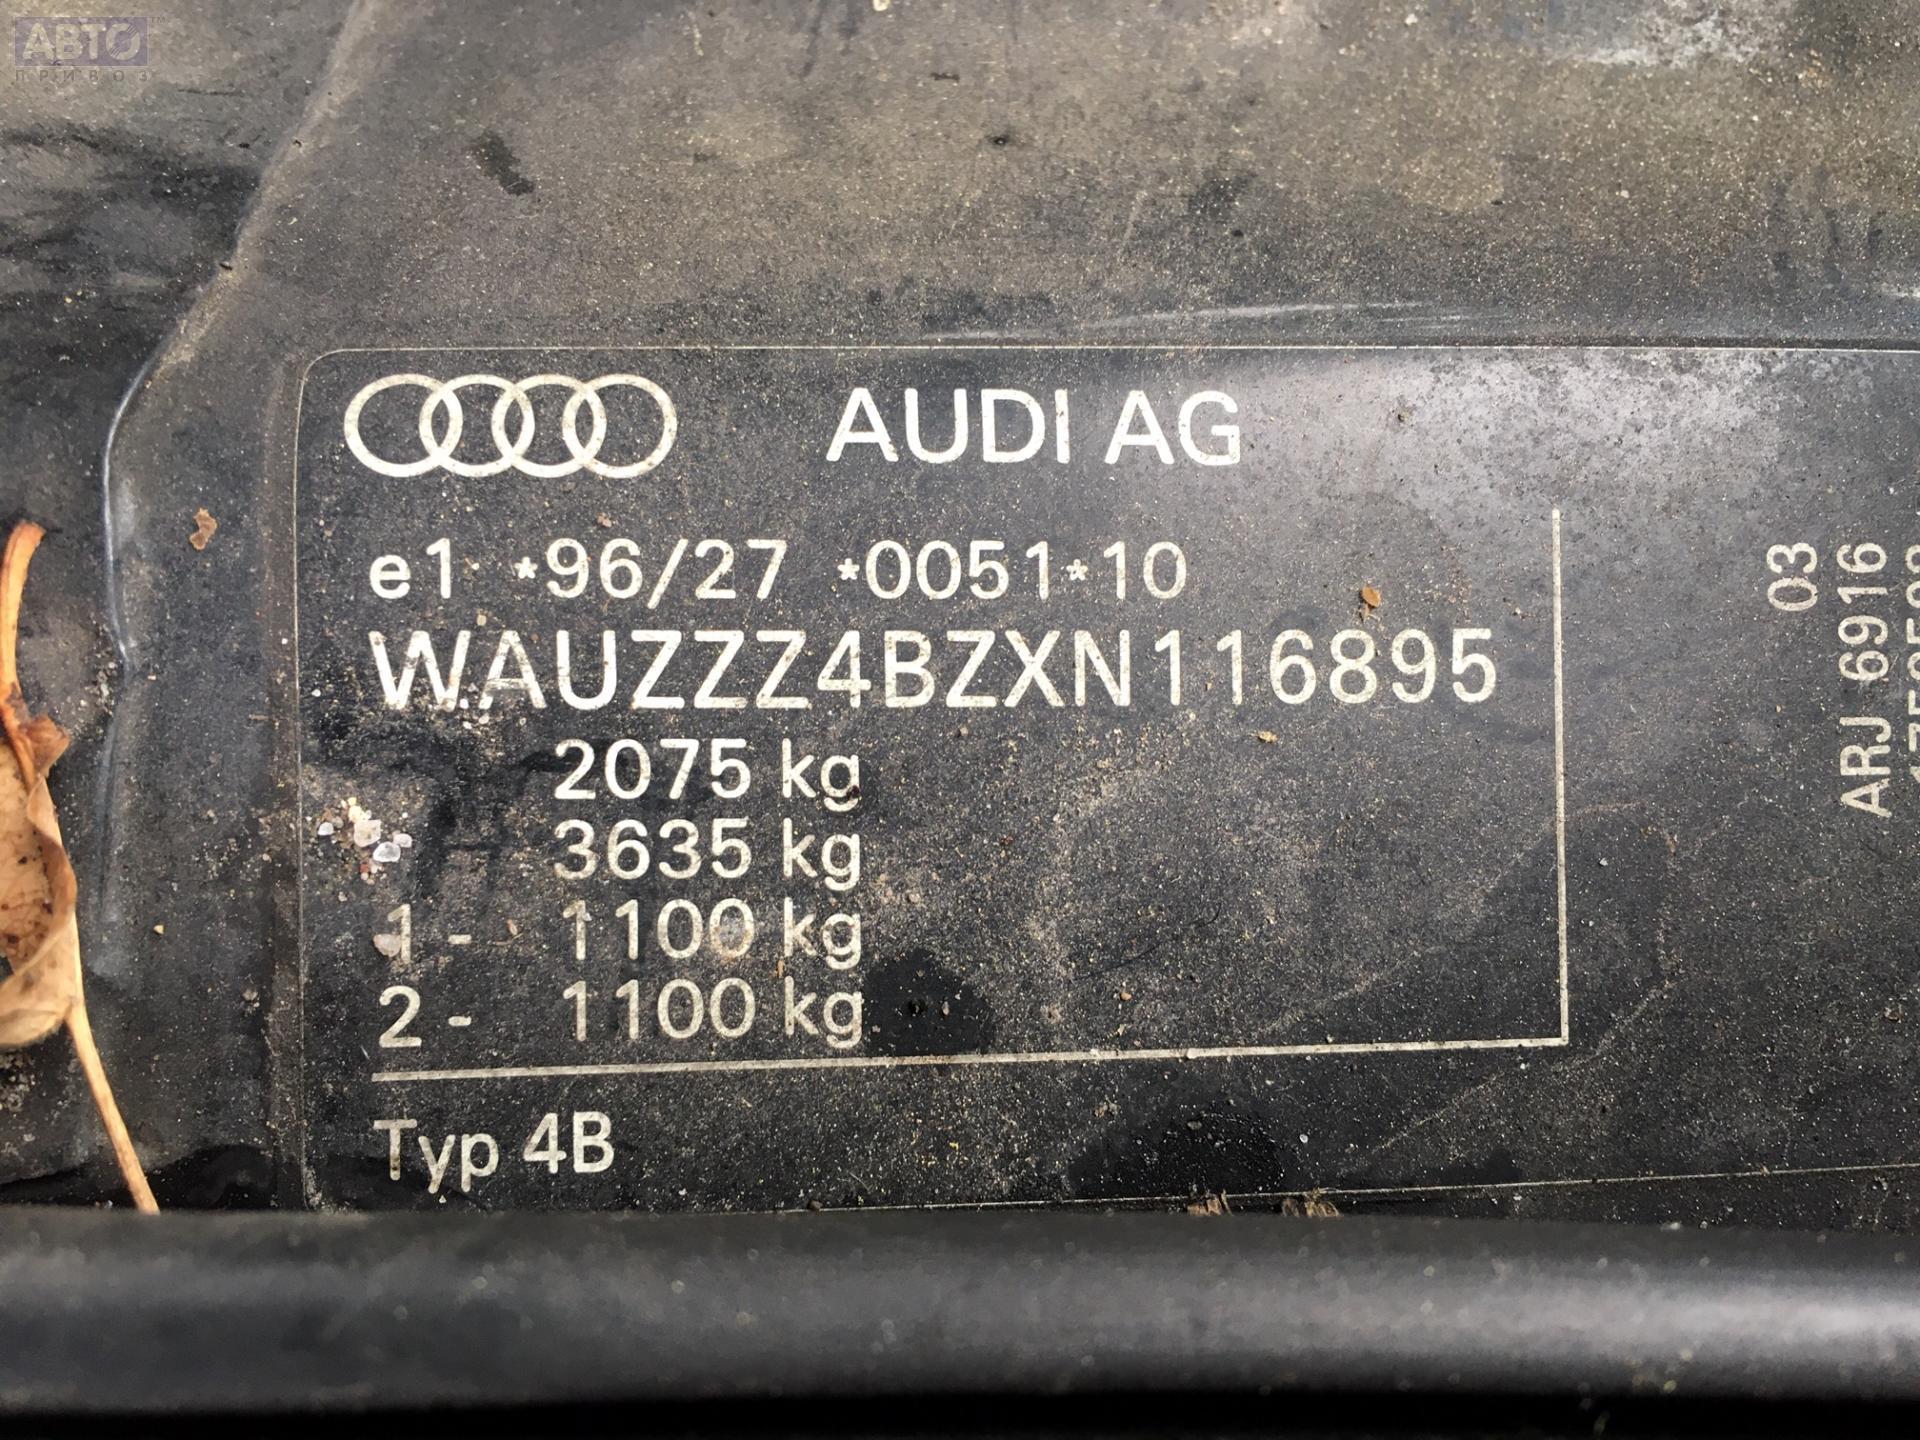 АВТО
ПРИВОЗ
AUDI AG
e1 *96/27 *0051*10
WAUZZZ4BZXN116895
2075 kg
3635 kg
1 - 1100 kg
2 - 1100 kg
Typ 4B
03
ARJ 6916